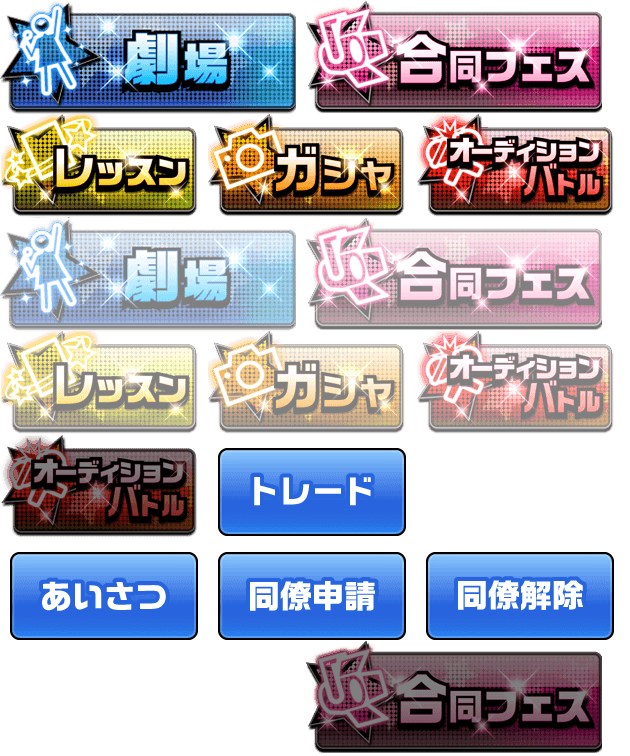 劇場
合同フェス
レッスン
ガシャ
オーディション
バトル
劇場
合同フェス
レッスン
ガシャ
オーディション
バトル
オーディション
バトル
トレード
あいさつ
同僚申請
同僚解除
合同フェス